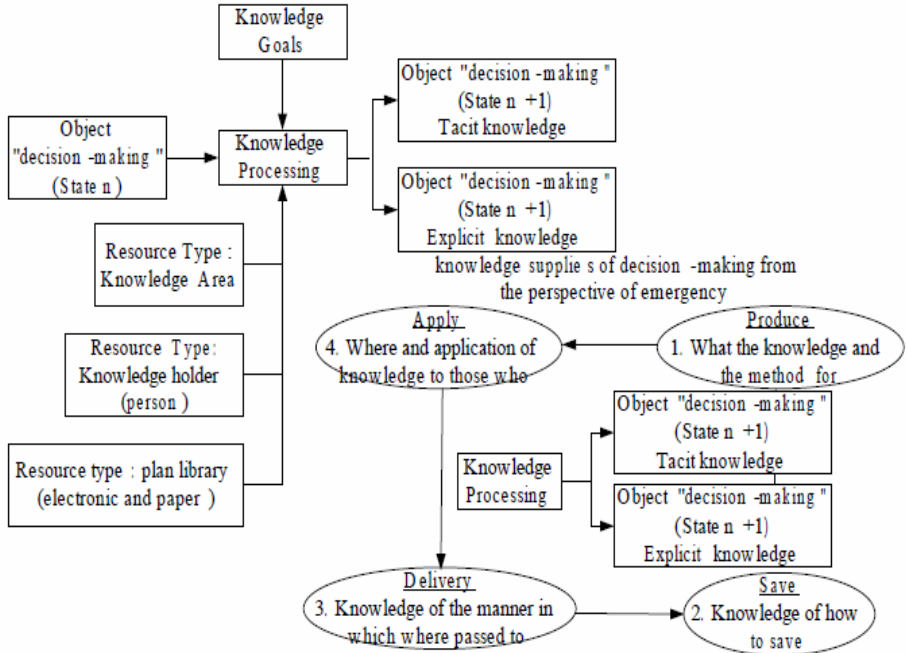 Knowledge
Goals
Object "decision -making "
(State n +1)
Tacit knowledge
Object
"decision -making "
(State n )
Knowledge
Processing
Object "decision -making "
(State n +1)
Explicit knowledge
Resource Type :
Knowledge Area
knowledge supplie s of decision -making from
the perspective of emergency
Apply
4. Where and application of
knowledge to those who
Produce
1. What the knowledge and
the method for
Resource Type:
Knowledge holder
(person )
Object "decision -making "
(State n +1)
Tacit knowledge
Resource type : plan library
(electronic and paper )
Knowledge
Processing
Object "decision -making "
(State n +1)
Explicit knowledge
Delivery
3. Knowledge of the manner in
which where passed to
Save
2. Knowledge of how
to save